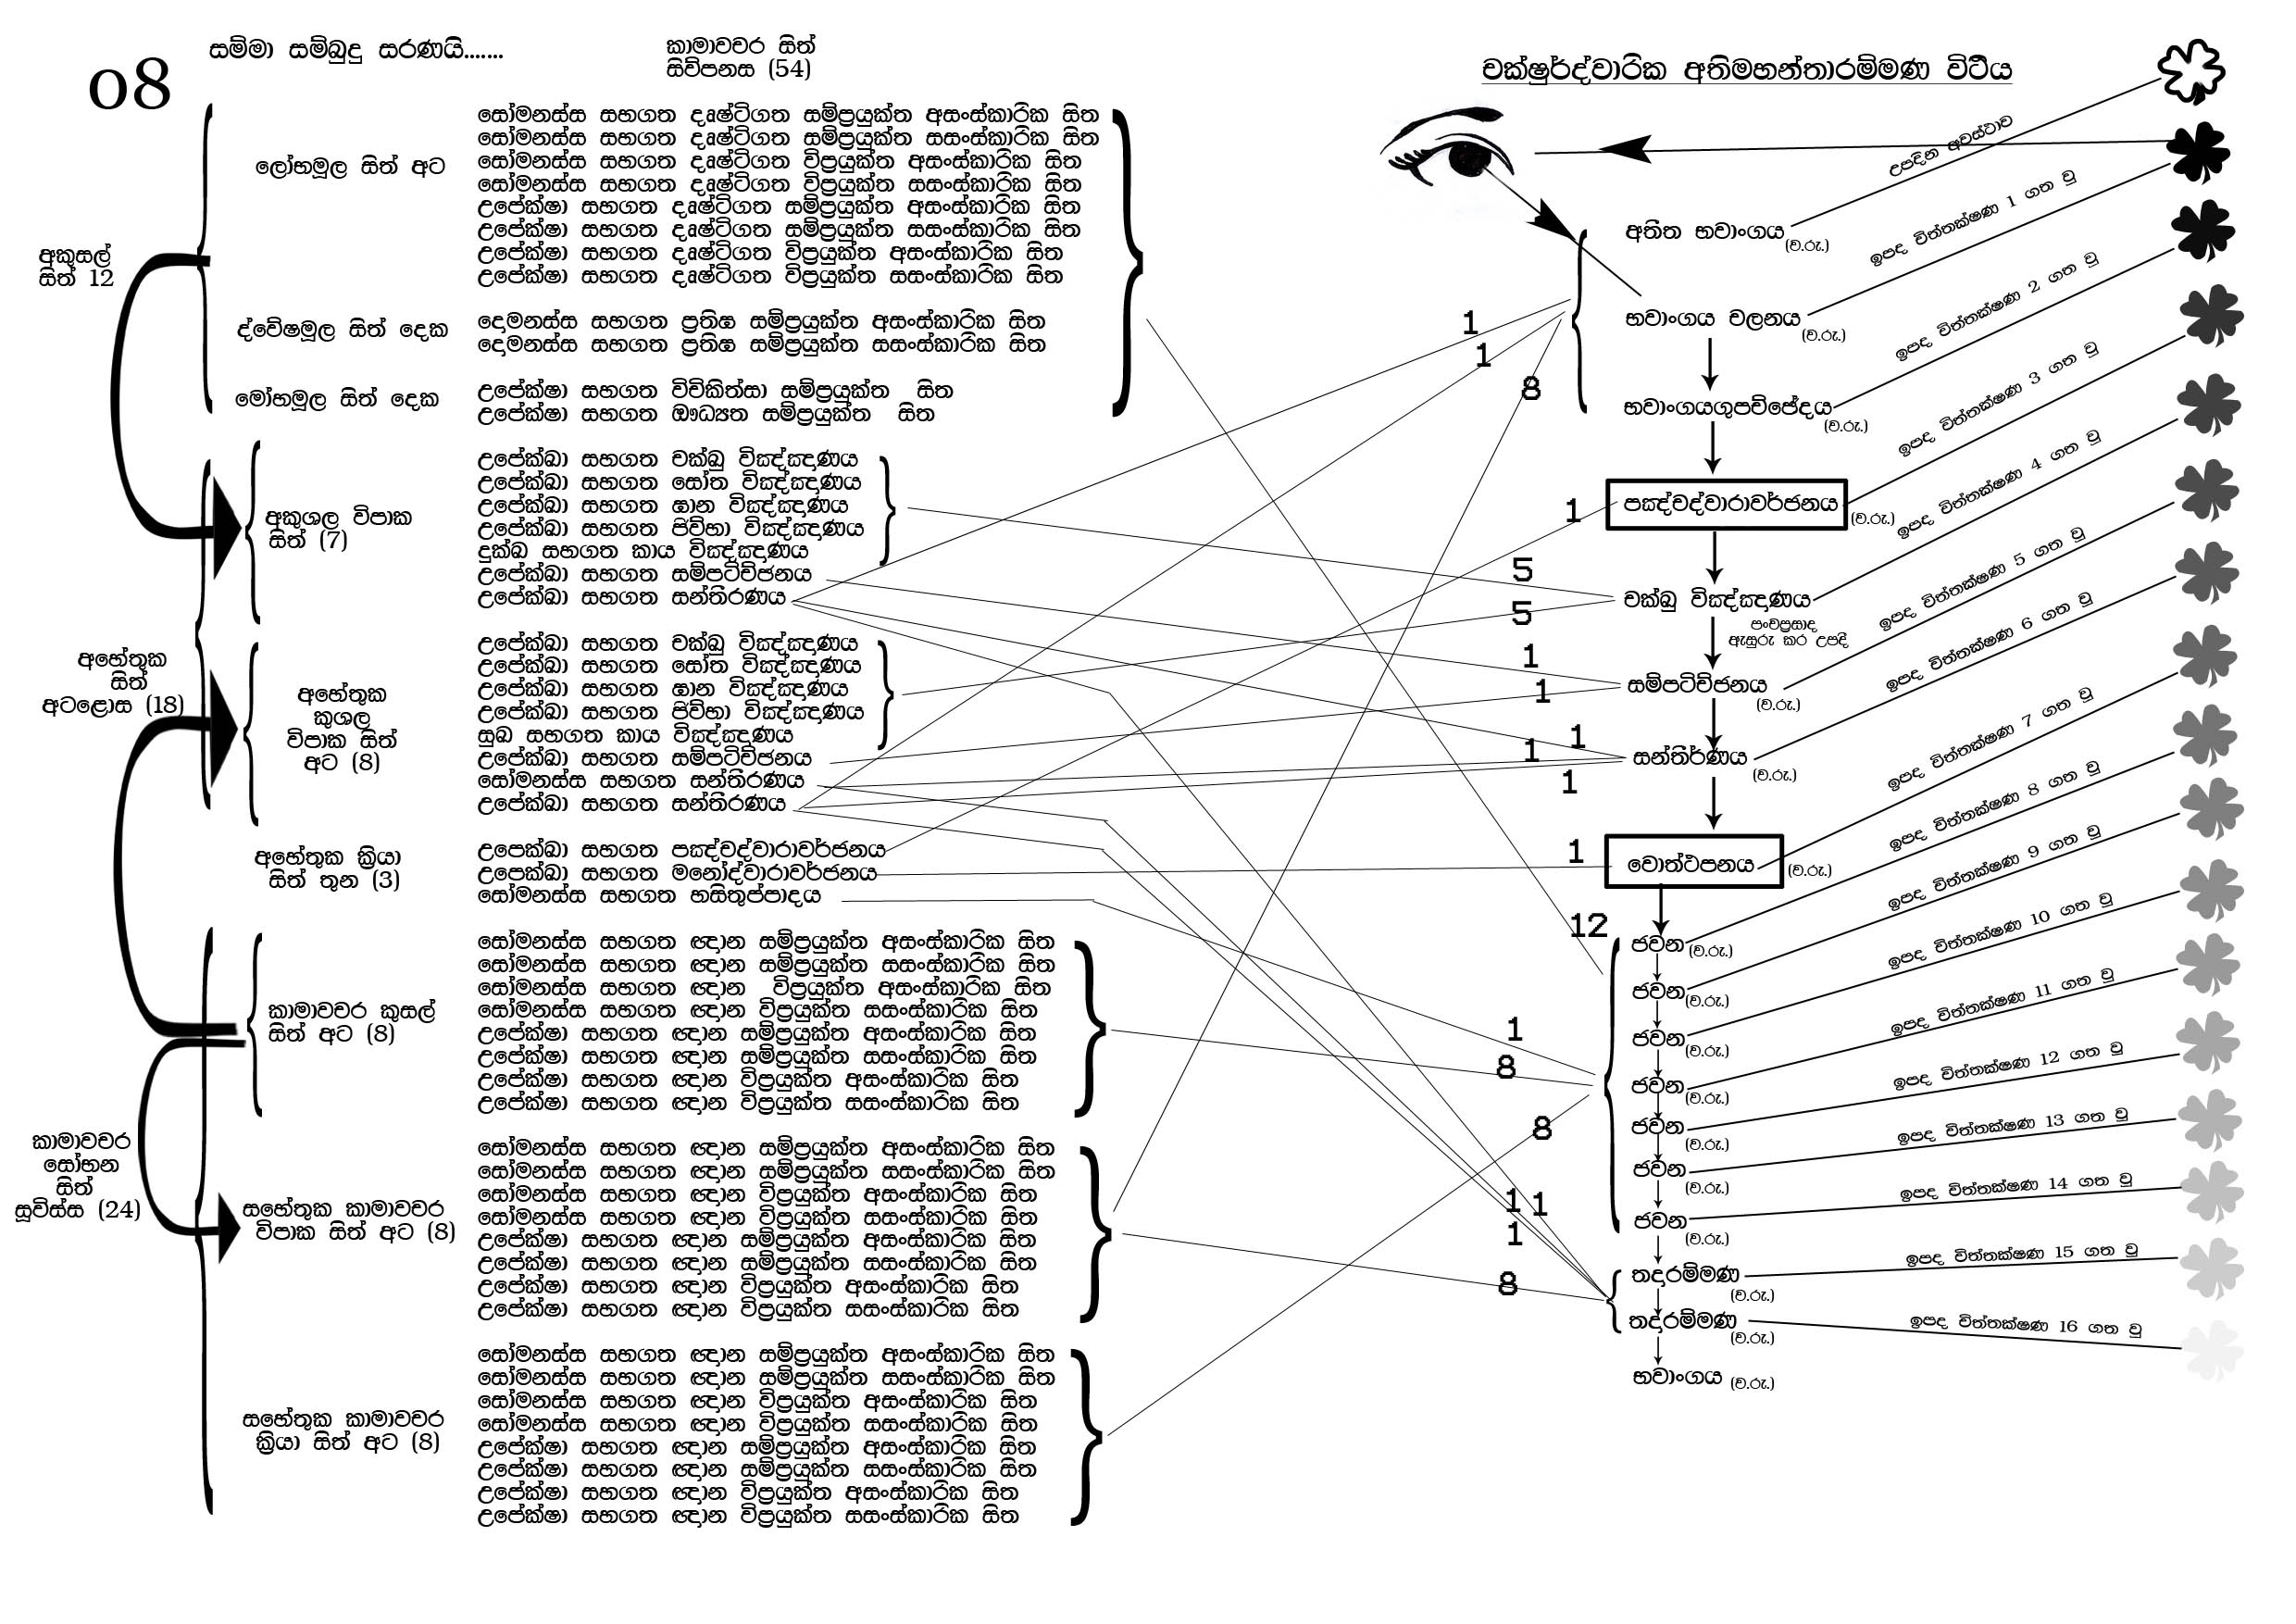 08
සම්මා සම්බුදු සරණයි.......
කාමාවචර සිත්
සිව්පනස (54)
අකුසල්
සිත් 12
ලෝභමූල සිත් අට
සෝමනස්ස සහගත දෘෂ්ටිගත සම්ප්‍රයුක්ත අසංස්කාරික සිත
සෝමනස්ස සහගත දෘෂ්ටිගත සම්ප්‍රයුක්ත සසංස්කාරික සිත
සෝමනස්ස සහගත දෘෂ්ටිගත විප්‍රයුක්ත අසංස්කාරික සිත
සෝමනස්ස සහගත දෘෂ්ටිගත විප්‍රයුක්ත සසංස්කාරික සිත
උපේක්ෂා සහගත දෘෂ්ටිගත සම්ප්‍රයුක්ත අසංස්කාරික සිත
උපේක්ෂා සහගත දෘෂ්ටිගත සම්ප්‍රයුක්ත සසංස්කාරික සිත
උපේක්ෂා සහගත දෘෂ්ටිගත විප්‍රයුක්ත අසංස්කාරික සිත
උපේක්ෂා සහගත දෘෂ්ටිගත විප්‍රයුක්ත සසංස්කාරික සිත
ද්වේෂමූල සිත් දෙක
දොමනස්ස සහගත ප්‍රතිඝ සම්ප්‍රයුක්ත අසංස්කාරික සිත
දොමනස්ස සහගත ප්‍රතිඝ සම්ප්‍රයුක්ත සසංස්කාරික සිත
මෝහමූල සිත් දෙක
උපේක්ෂා සහගත විචිකිත්සා සම්ප්‍රයුක්ත සිත
උපේක්ෂා සහගත ඖධ්‍යත සම්ප්‍රයුක්ත සිත
අහේතුක
සිත්
අටළොස (18)
අකුශල විපාක
සිත් (7)
උපේක්ඛා සහගත චක්ඛු විඤ්ඤාණය
උපේක්ඛා සහගත සෝත විඤ්ඤාණය
උපේක්ඛා සහගත ඝාන විඤ්ඤාණය
උපේක්ඛා සහගත ජිව්හා විඤ්ඤාණය
දුක්ඛ සහගත කාය විඤ්ඤාණය
උපේක්ඛා සහගත සම්පටිච්ජනය
උපේක්ඛා සහගත සන්තීරණය
අහේතුක
කුශල
විපාක සිත්
අට (8)
උපේක්ඛා සහගත චක්ඛු විඤ්ඤාණය
උපේක්ඛා සහගත සෝත විඤ්ඤාණය
උපේක්ඛා සහගත ඝාන විඤ්ඤාණය
උපේක්ඛා සහගත ජිව්හා විඤ්ඤාණය
සුඛ සහගත කාය විඤ්ඤාණය
උපේක්ඛා සහගත සම්පටිච්ජනය
සෝමනස්ස සහගත සන්තීරණය
උපේක්ඛා සහගත සන්තීරණය
අහේතුක ක්‍රියා
සිත් තුන (3)
උපෙක්ඛා සහගත පඤ්චද්වාරාවර්ජනය
උපෙක්ඛා සහගත මනෝද්වාරාවර්ජනය
සෝමනස්ස සහගත හසිතුප්පාදය
කාමාවචර
සෝභන
සිත්
සූවිස්ස (24)
කාමාවචර කුසල්
සිත් අට (8)
සෝමනස්ස සහගත ඥාන සම්ප්‍රයුක්ත අසංස්කාරික සිත
සෝමනස්ස සහගත ඥාන සම්ප්‍රයුක්ත සසංස්කාරික සිත
සෝමනස්ස සහගත ඥාන විප්‍රයුක්ත අසංස්කාරික සිත
සෝමනස්ස සහගත ඥාන විප්‍රයුක්ත සසංස්කාරික සිත
උපේක්ෂා සහගත ඥාන සම්ප්‍රයුක්ත අසංස්කාරික සිත
උපේක්ෂා සහගත ඥාන සම්ප්‍රයුක්ත සසංස්කාරික සිත
උපේක්ෂා සහගත ඥාන විප්‍රයුක්ත අසංස්කාරික සිත
උපේක්ෂා සහගත ඥාන විප්‍රයුක්ත සසංස්කාරික සිත
සහේතුක කාමාවචර
විපාක සිත් අට (8)
සෝමනස්ස සහගත ඥාන සම්ප්‍රයුක්ත අසංස්කාරික සිත
සෝමනස්ස සහගත ඥාන සම්ප්‍රයුක්ත සසංස්කාරික සිත
සෝමනස්ස සහගත ඥාන විප්‍රයුක්ත අසංස්කාරික සිත
සෝමනස්ස සහගත ඥාන විප්‍රයුක්ත සසංස්කාරික සිත
උපේක්ෂා සහගත ඥාන සම්ප්‍රයුක්ත අසංස්කාරික සිත
උපේක්ෂා සහගත ඥාන සම්ප්‍රයුක්ත සසංස්කාරික සිත
උපේක්ෂා සහගත ඥාන විප්‍රයුක්ත අසංස්කාරික සිත
උපේක්ෂා සහගත ඥාන විප්‍රයුක්ත සසංස්කාරික සිත
සහේතුක කාමාවචර
ක්‍රියා සිත් අට (8)
සෝමනස්ස සහගත ඥාන සම්ප්‍රයුක්ත අසංස්කාරික සිත
සෝමනස්ස සහගත ඥාන සම්ප්‍රයුක්ත සසංස්කාරික සිත
සෝමනස්ස සහගත ඥාන විප්‍රයුක්ත අසංස්කාරික සිත
සෝමනස්ස සහගත ඥාන විප්‍රයුක්ත සසංස්කාරික සිත
උපේක්ෂා සහගත ඥාන සම්ප්‍රයුක්ත අසංස්කාරික සිත
උපේක්ෂා සහගත ඥාන සම්ප්‍රයුක්ත සසංස්කාරික සිත
උපේක්ෂා සහගත ඥාන විප්‍රයුක්ත අසංස්කාරික සිත
උපේක්ෂා සහගත ඥාන විප්‍රයුක්ත සසංස්කාරික සිත
1
1
8
1
5
5
1
1
1
1
1
1
12
1
8
8
1
1
1
8
චක්ෂුර්ද්වාරික අතිමහන්තාරම්මණ වීථිය
අතීත භවාංගය (ව.රූ.)
උපදින අවස්ථාව
භවාංගය චලනය (ව.රූ.)
ඉපද චිත්තක්ෂණ 1 ගත වු
භවාංගයගුපච්ජේදය (ව.රූ.)
ඉපද චිත්තක්ෂණ 2 ගත වු
පඤ්චද්වාරාවර්ජනය (ව.රූ.)
ඉපද චිත්තක්ෂණ 3 ගත වු
චක්ඛු විඤ්ඤාණය
පංචප්‍රසාද
ඇසුරු කර උපදී
ඉපද චිත්තක්ෂණ 4 ගත වු
සම්පටිච්ජනය (ව.රූ.)
ඉපද චිත්තක්ෂණ 5 ගත වු
සන්තීර්ණය (ව.රූ.)
ඉපද චිත්තක්ෂණ 6 ගත වු
වොත්ථපනය (ව.රූ.)
ඉපද චිත්තක්ෂණ 7 ගත වු
ජවන (ව.රූ.)
ඉපද චිත්තක්ෂණ 8 ගත වු
ජවන (ව.රූ.)
ඉපද චිත්තක්ෂණ 9 ගත වු
ජවන (ව.රූ.)
ඉපද චිත්තක්ෂණ 10 ගත වු
ජවන (ව.රූ.)
ඉපද චිත්තක්ෂණ 11 ගත වු
ජවන (ව.රූ.)
ඉපද චිත්තක්ෂණ 12 ගත වු
ජවන (ව.රූ.)
ඉපද චිත්තක්ෂණ 13 ගත වු
ජවන (ව.රූ.)
ඉපද චිත්තක්ෂණ 14 ගත වු
තදාරම්මණ (ව.රූ.)
ඉපද චිත්තක්ෂණ 15 ගත වු
තදාරම්මණ (ව.රූ.)
ඉපද චිත්තක්ෂණ 16 ගත වු
භවාංගය (ව.රූ.)